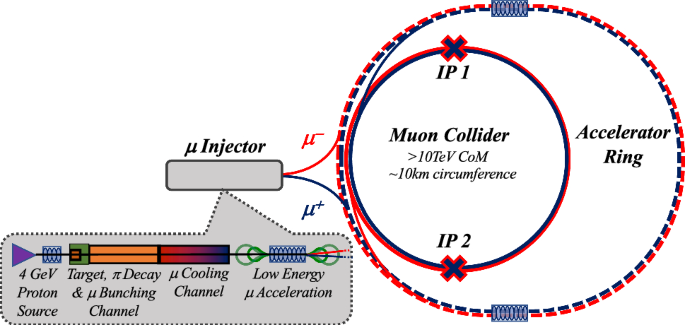 IP 1
μ Injector
μ−
Muon Collider
>10TeV CoM
~10km circumference
Accelerator
Ring
μ+
IP 2
4 GeV
Proton
Source
Target, π Decay
& μ Bunching
Channel
μ Cooling
Channel
Low Energy
μ Acceleration